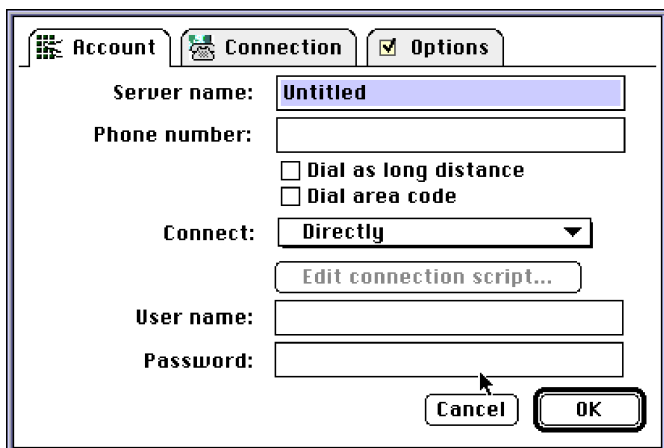 Account Connection Options
Server name: Untitled
Phone number:
Dial as long distance
Dial area code
Connect: Directly
Edit connection script...
User name:
Password:
Cancel OK